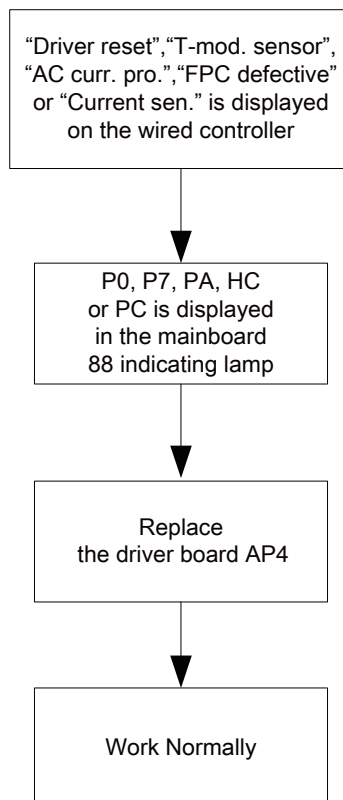 “Driver reset”,“T-mod. sensor”,
“AC curr. pro.”,“FPC defective”
or “Current sen.” is displayed
on the wired controller
P0, P7, PA, HC
or PC is displayed
in the mainboard
88 indicating lamp
Replace
the driver board AP4
Work Normally